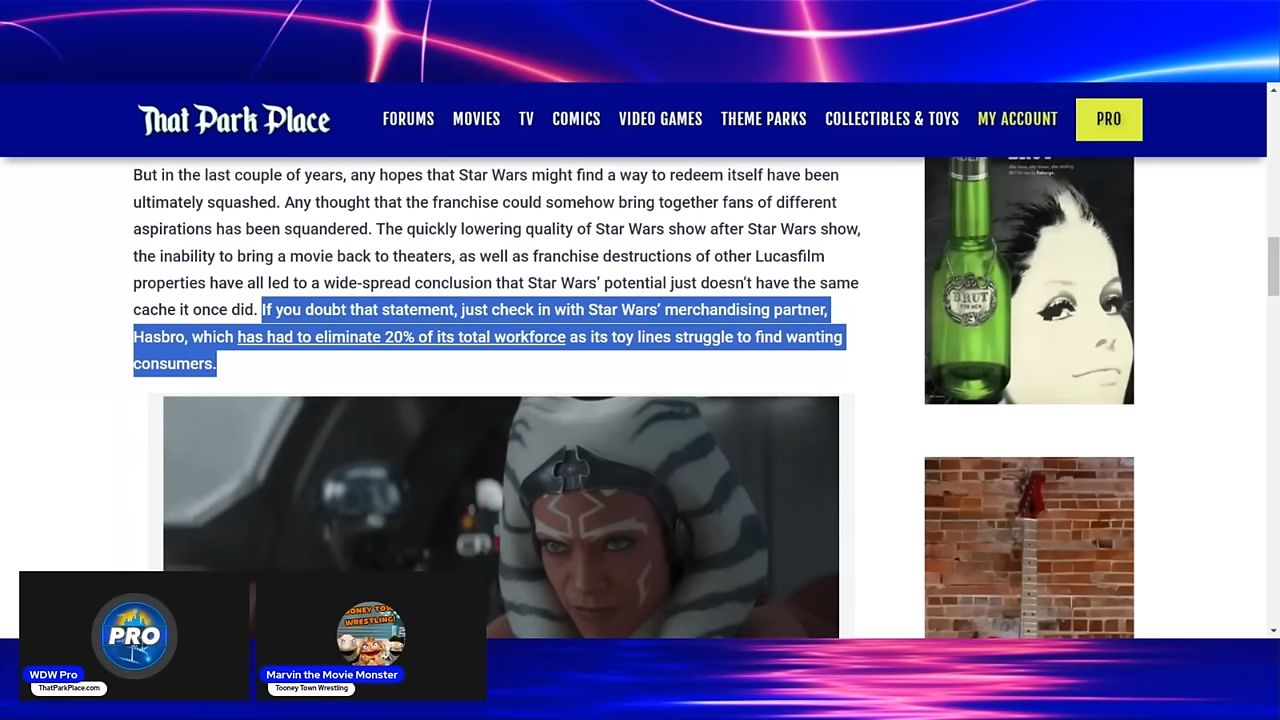 That Park Place
FORUMS MOVIES TV COMICS VIDEO GAMES THEME PARKS COLLECTIBLES & TOYS MY ACCOUNT PRO
But in the last couple of years, any hopes that Star Wars might find a way to redeem itself have been
ultimately squashed. Any thought that the franchise could somehow bring together fans of different
aspirations has been squandered. The quickly lowering quality of Star Wars show after Star Wars show,
the inability to bring a movie back to theaters, as well as franchise destructions of other Lucasfilm
properties have all led to a wide-spread conclusion that Star Wars’ potential just doesn’t have the same
cache it once did. If you doubt that statement, just check in with Star Wars’ merchandising partner,
Hasbro, which has had to eliminate 20% of its total workforce as its toy lines struggle to find wanting
consumers.
BRUT
FOR MEN
PRO
WDW Pro
ThatParkPlace.com
WRESTLING!
Marvin the Movie Monster
Tooney Town Wrestling